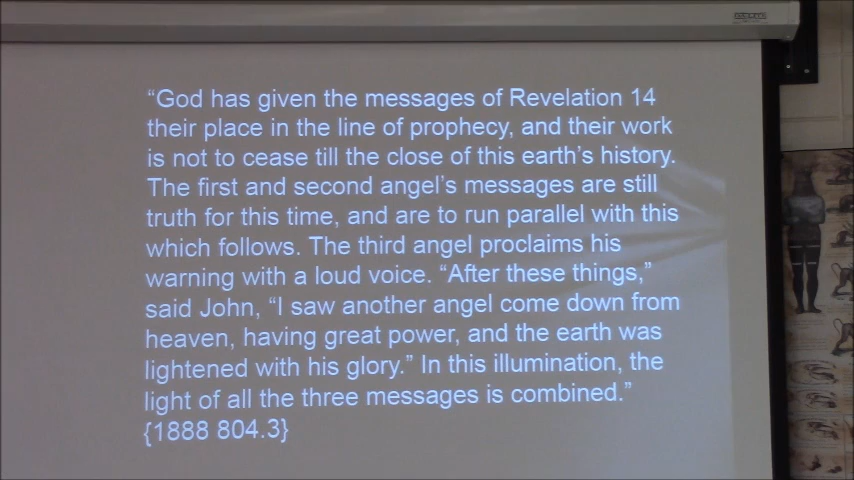 “God has given the messages of Revelation 14
their place in the line of prophecy, and their work
is not to cease till the close of this earth’s history.
The first and second angel’s messages are still
truth for this time, and are to run parallel with this
which follows. The third angel proclaims his
warning with a loud voice. “After these things,”
said John, “I saw another angel come down from
heaven, having great power, and the earth was
lightened with his glory.” In this illumination, the
light of all the three messages is combined.”
{1888 804.3}